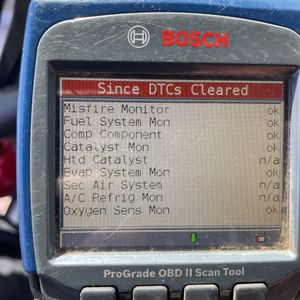 BOSCH
Since DTCs Cleared
Misfire Monitor ok
Fuel System Mon ok
Comp Component ok
Catalyst Mon ok
Htd Catalyst n/a
Evap System Mon ok
Sec Air System n/a
A/C Refrig Mon n/a
Oxygen Sens Mon ok
ProGrade OBD II Scan Tool